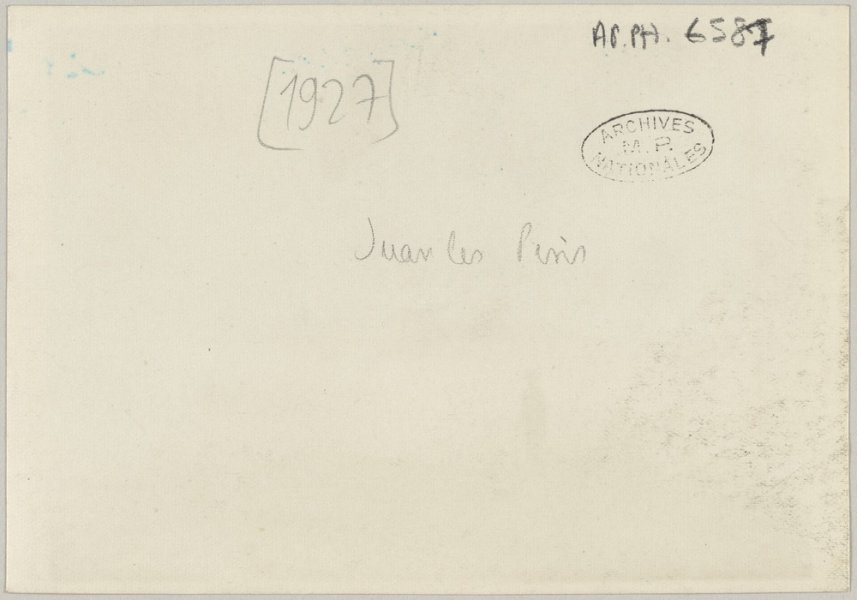 AP.PH. 6587
[1927]
ARCHIVES
M. P.
NATIONALES
Juan les Pins